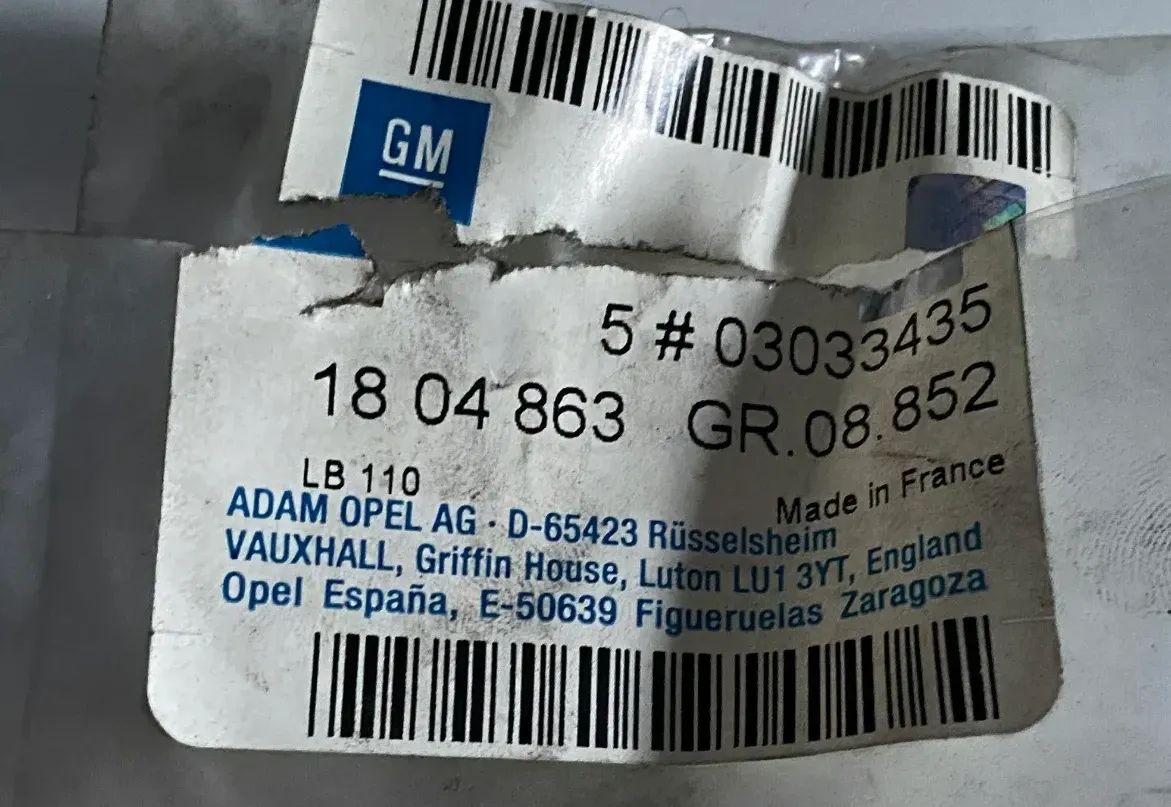 GM
5 # 03033435
18 04 863 GR.08.852
LB 110
Made in France
ADAM OPEL AG · D-65423 Rüsselsheim
VAUXHALL, Griffin House, Luton LU1 3YT, England
Opel España, E-50639 Figueruelas Zaragoza